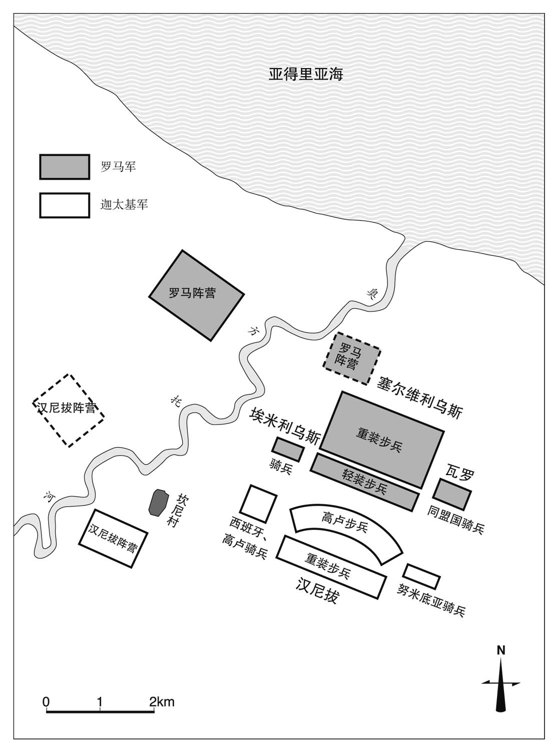 亚得里亚海
罗马军
迦太基军
罗马阵营
奥
方
托
河
罗马
阵营
塞尔维利乌斯
汉尼拔阵营
埃米利乌斯
重装步兵
骑兵
轻装步兵
瓦罗
同盟国骑兵
坎尼村
汉尼拔阵营
西班牙、
高卢骑兵
高卢步兵
重装步兵
汉尼拔
努米底亚骑兵
N
0 1 2km